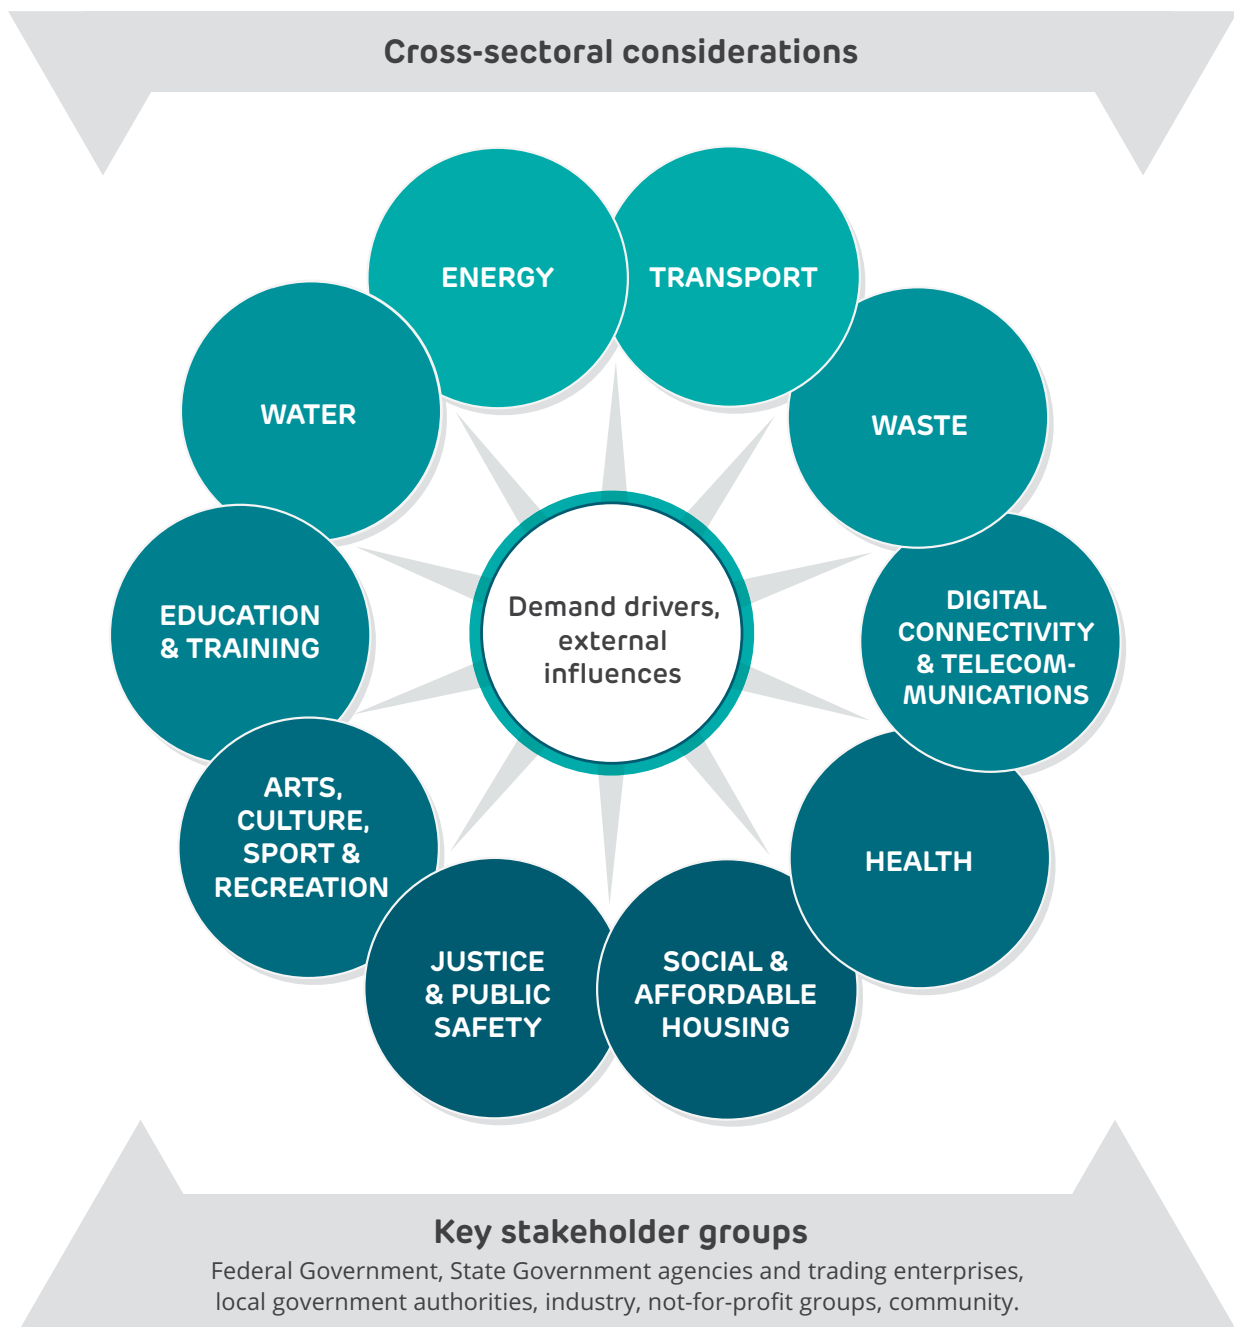 Cross-sectoral considerations
ENERGY
TRANSPORT
WATER
WASTE
EDUCATION
& TRAINING
Demand drivers,
external
influences
DIGITAL
CONNECTIVITY
& TELECOM-
MUNICATIONS
ARTS,
CULTURE,
SPORT &
RECREATION
HEALTH
JUSTICE
& PUBLIC
SAFETY
SOCIAL &
AFFORDABLE
HOUSING
Key stakeholder groups
Federal Government, State Government agencies and trading enterprises,
local government authorities, industry, not-for-profit groups, community.